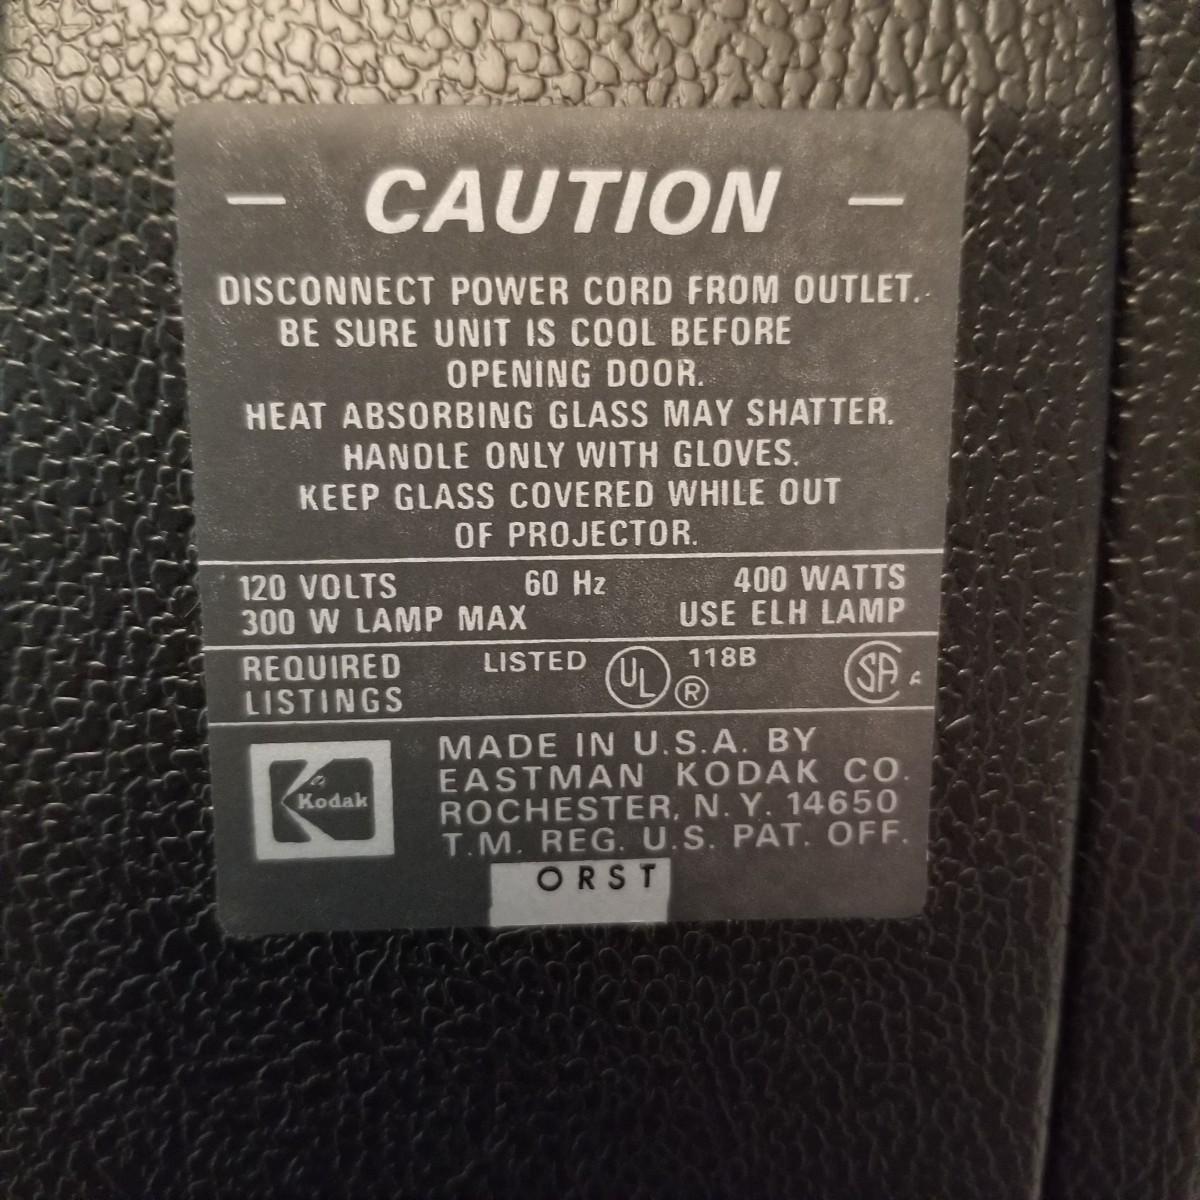 — CAUTION —
DISCONNECT POWER CORD FROM OUTLET.
BE SURE UNIT IS COOL BEFORE
OPENING DOOR.
HEAT ABSORBING GLASS MAY SHATTER.
HANDLE ONLY WITH GLOVES.
KEEP GLASS COVERED WHILE OUT
OF PROJECTOR.
120 VOLTS 60 Hz 400 WATTS
300 W LAMP MAX USE ELH LAMP
REQUIRED LISTINGS
LISTED UL ® 118B
SA
Kodak
MADE IN U.S.A. BY
EASTMAN KODAK CO.
ROCHESTER, N.Y. 14650
T.M. REG. U.S. PAT. OFF.
ORST